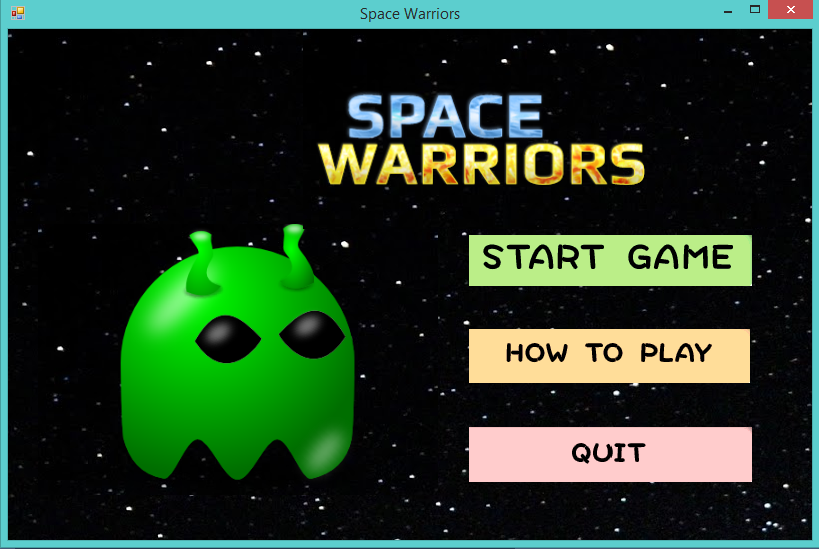 Space Warriors
SPACE
WARRIORS
START GAME
HOW TO PLAY
QUIT